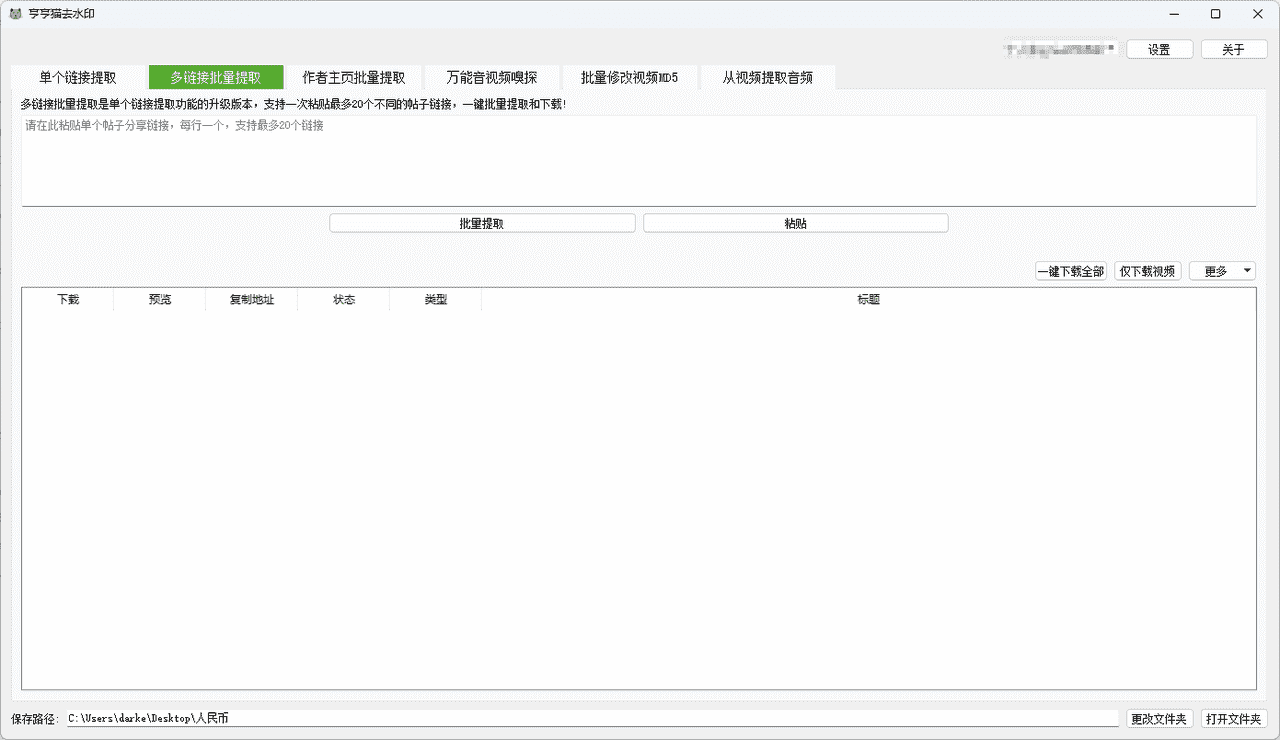 亨亨猫去水印
设置 关于
单个链接提取 多链接批量提取 作者主页批量提取 万能音视频嗅探 批量修改视频MD5 从视频提取音频
多链接批量提取是单个链接提取功能的升级版本，支持一次粘贴最多20个不同的帖子链接，一键批量提取和下载!
请在此粘贴单个帖子分享链接，每行一个，支持最多20个链接
批量提取 粘贴
一键下载全部 仅下载视频 更多
下载 预览 复制地址 状态 类型 标题
保存路径: C:\Users\darke\Desktop\人民币 更改文件夹 打开文件夹